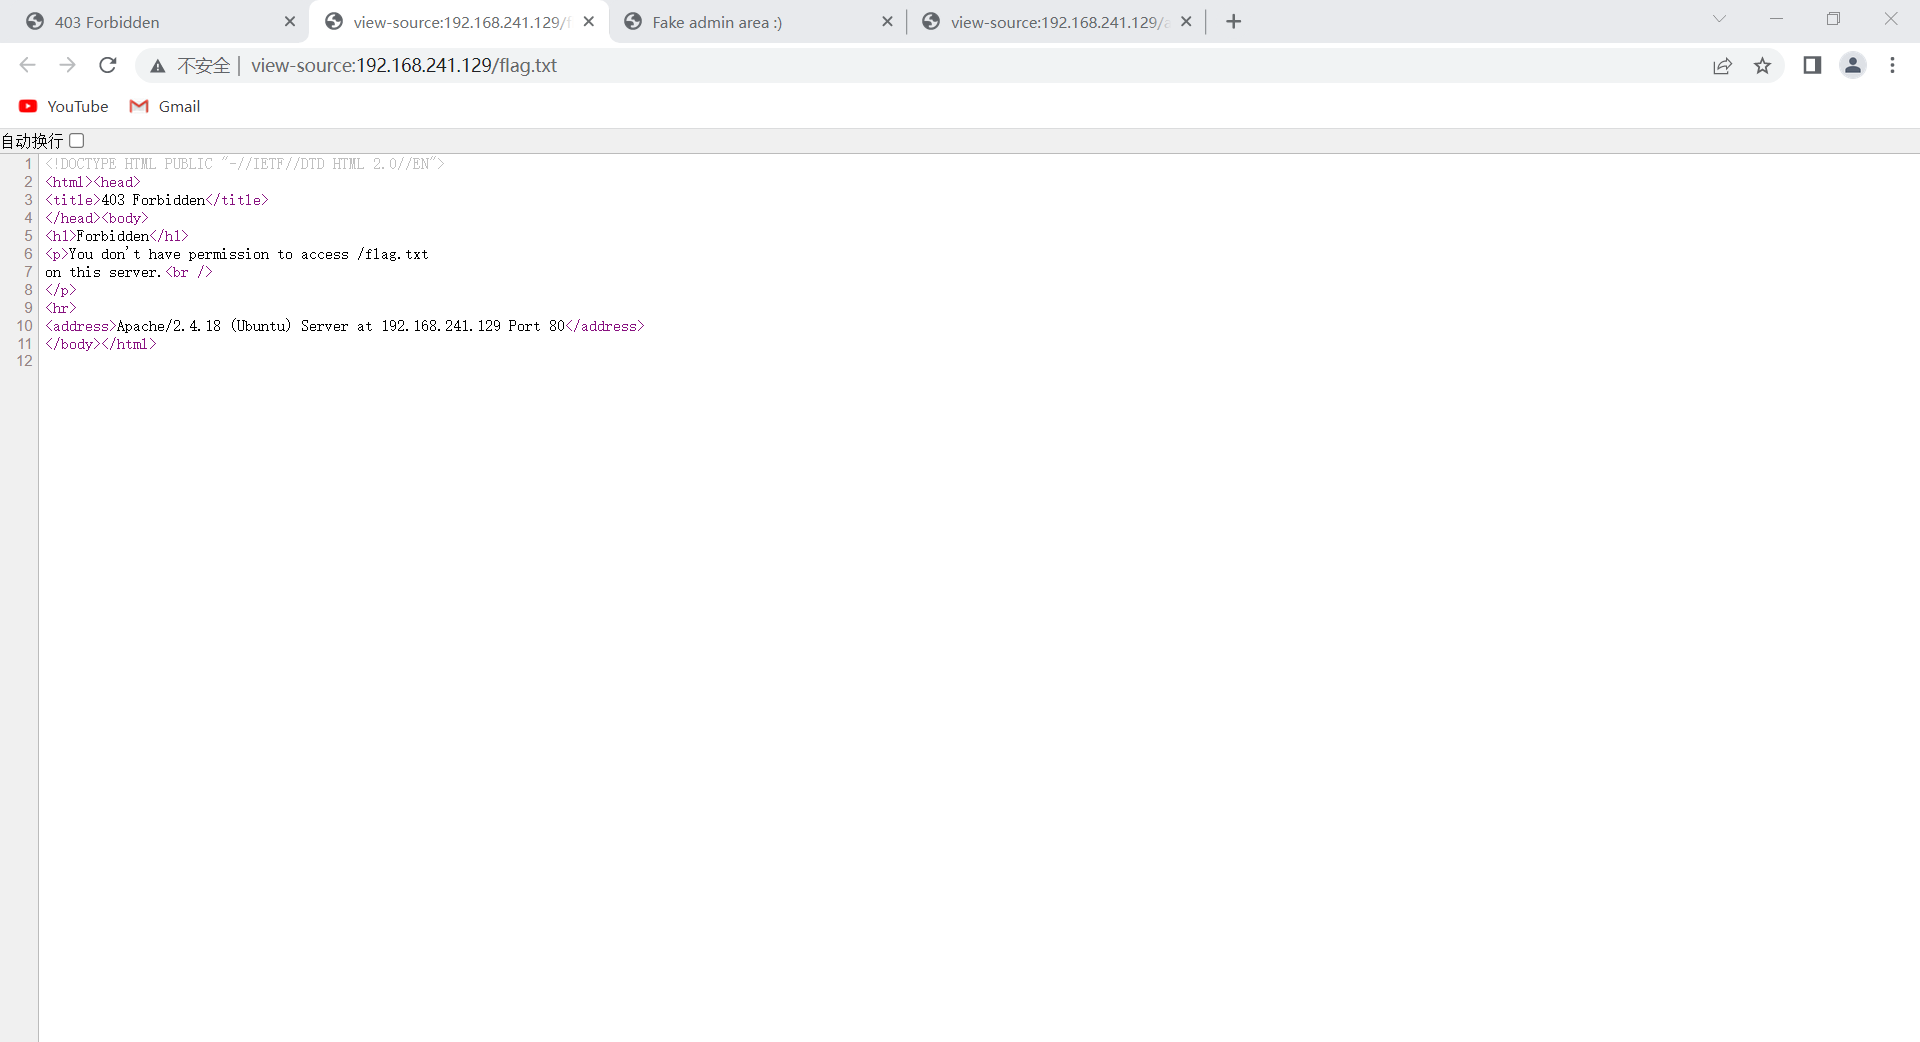 403 Forbidden
view-source:192.168.241.129/f
Fake admin area :)
view-source:192.168.241.129/a
不安全 | view-source:192.168.241.129/flag.txt
YouTube
Gmail
自动换行
1 <!DOCTYPE HTML PUBLIC "-//IETF//DTD HTML 2.0//EN">
2 <html><head>
3 <title>403 Forbidden</title>
4 </head><body>
5 <h1>Forbidden</h1>
6 <p>You don't have permission to access /flag.txt
7 on this server.<br />
8 </p>
9 <hr>
10 <address>Apache/2.4.18 (Ubuntu) Server at 192.168.241.129 Port 80</address>
11 </body></html>
12